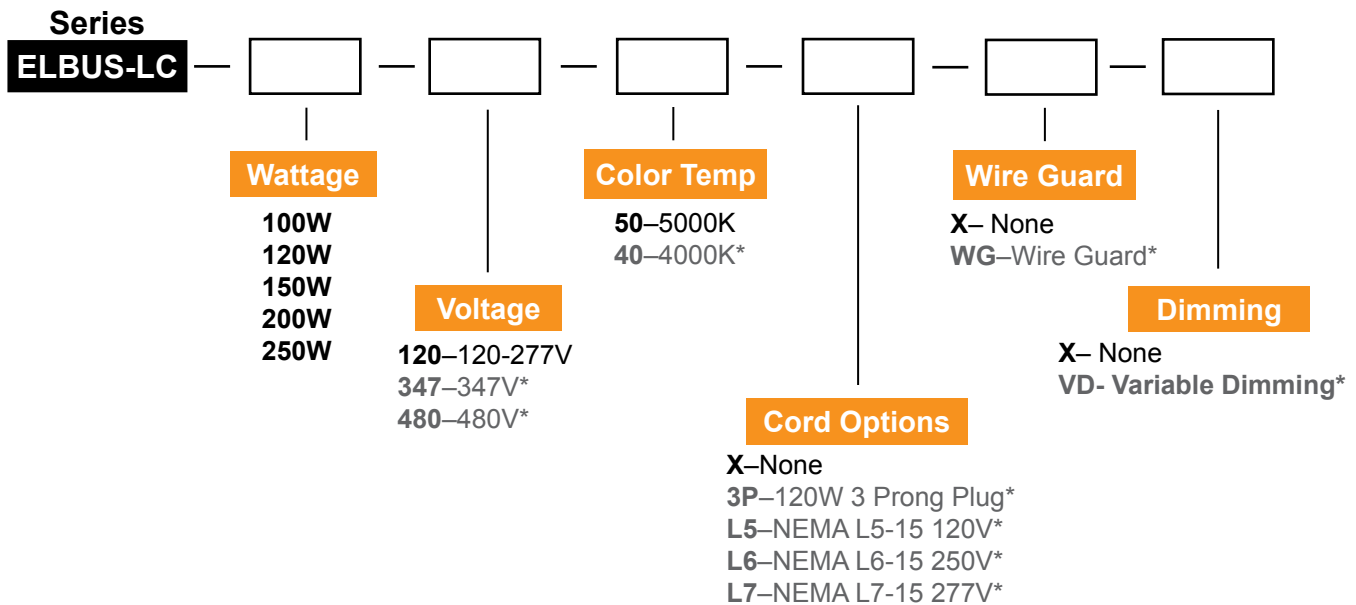 Series
ELBUS-LC
Wattage
100W
120W
150W
200W
250W
Voltage
120–120-277V
347–347V*
480–480V*
Color Temp
50–5000K
40–4000K*
Cord Options
X–None
3P–120W 3 Prong Plug*
L5–NEMA L5-15 120V*
L6–NEMA L6-15 250V*
L7–NEMA L7-15 277V*
Wire Guard
X– None
WG–Wire Guard*
Dimming
X– None
VD- Variable Dimming*